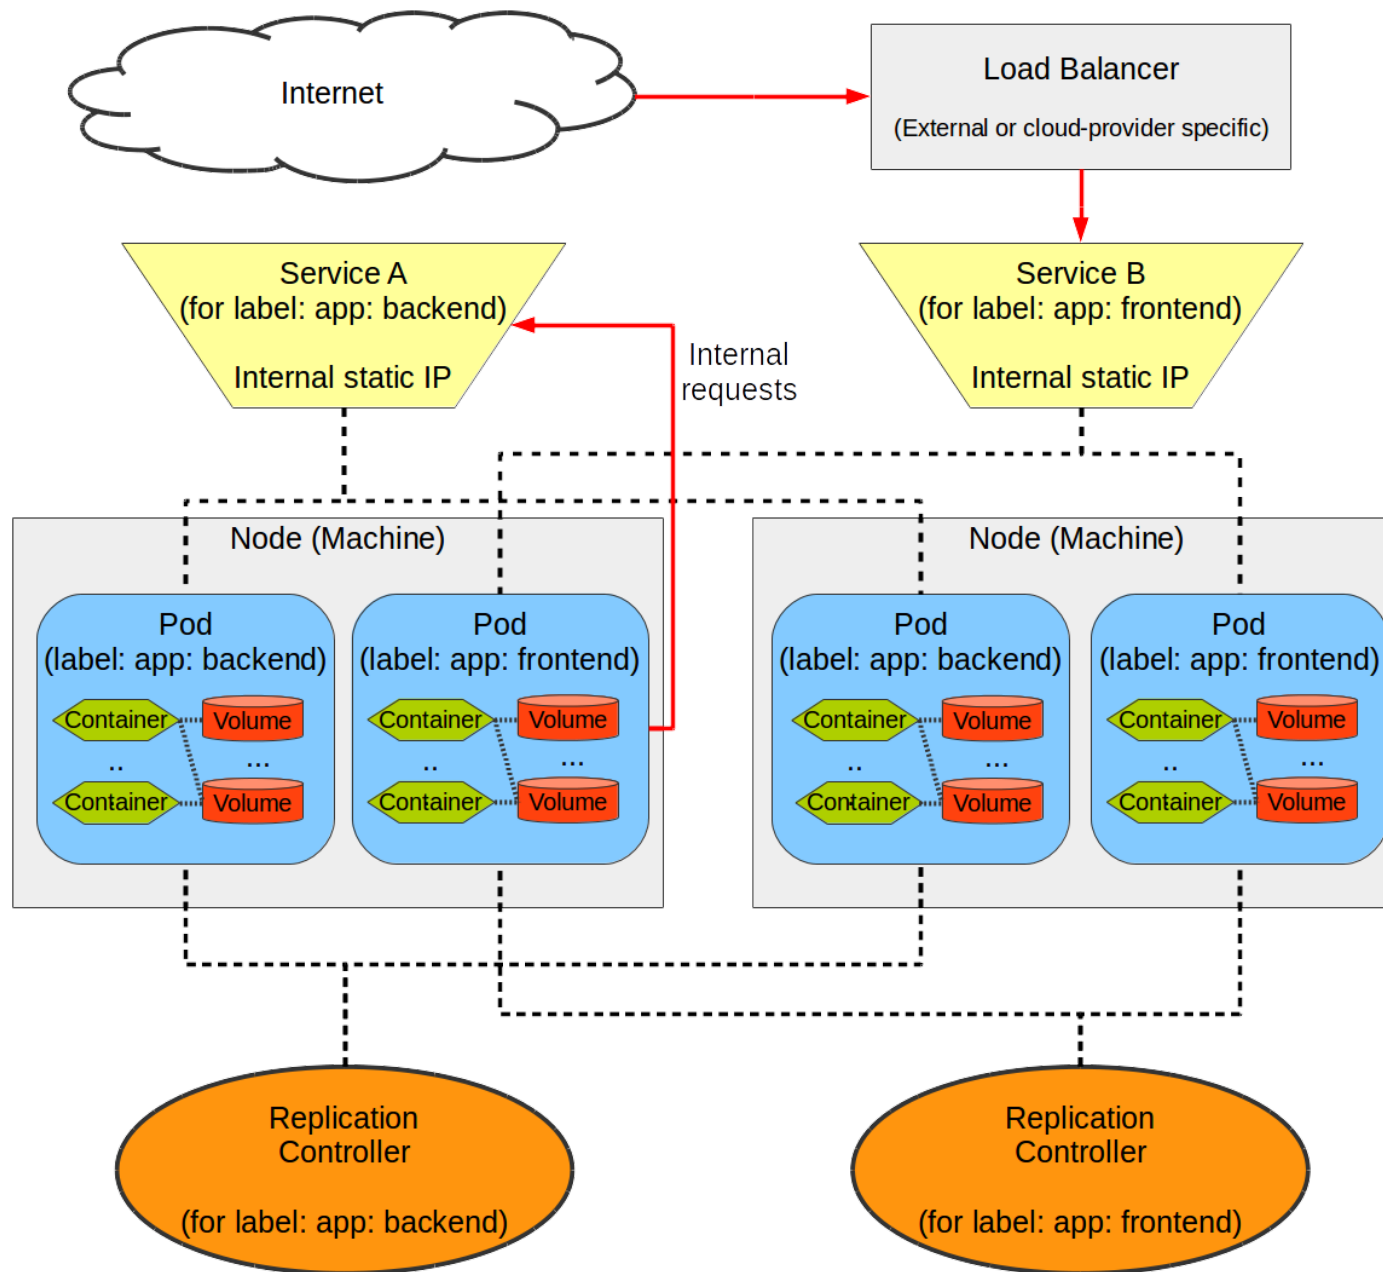 Internet
Load Balancer
(External or cloud-provider specific)
Service A
(for label: app: backend)
Internal static IP
Service B
(for label: app: frontend)
Internal static IP
Internal
requests
Node (Machine)
Node (Machine)
Pod
(label: app: backend)
Container
Volume
..
...
Container
Volume
Pod
(label: app: frontend)
Container
Volume
..
...
Container
Volume
Pod
(label: app: backend)
Container
Volume
..
...
Container
Volume
Pod
(label: app: frontend)
Container
Volume
..
...
Container
Volume
Replication
Controller
(for label: app: backend)
Replication
Controller
(for label: app: frontend)